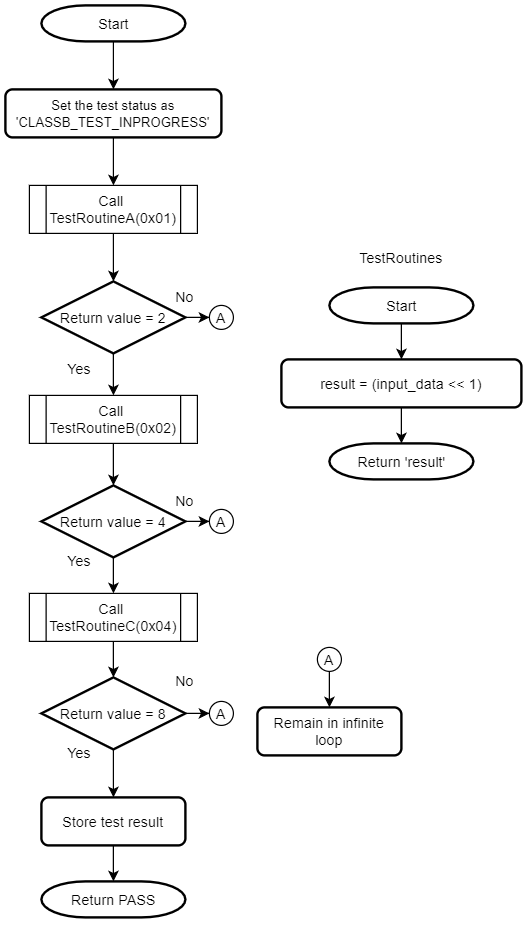 Start
Set the test status as
'CLASSB_TEST_INPROGRESS'
Call
TestRoutineA(0x01)
Return value = 2
No
A
Yes
Call
TestRoutineB(0x02)
Return value = 4
No
A
Yes
Call
TestRoutineC(0x04)
Return value = 8
No
A
Yes
Store test result
Return PASS
TestRoutines
Start
result = (input_data << 1)
Return 'result'
A
Remain in infinite
loop